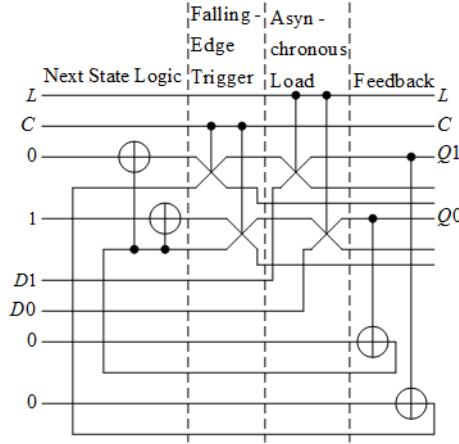 Falling - Asyn -
Edge chronous
Next State Logic Trigger Load Feedback
L L
C C
0 Q1
1 Q0
D1
D0
0
0